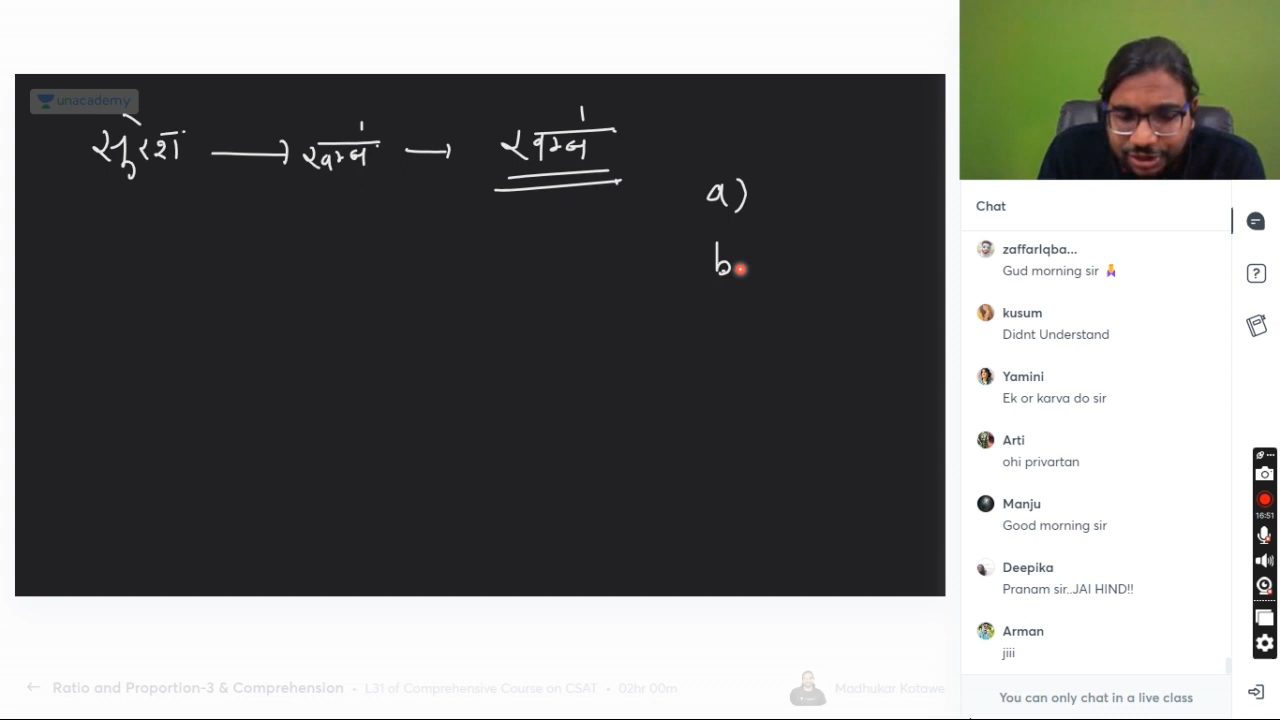 unacademy
a)
b
Chat
zaffarIqba...
Gud morning sir 🧘
kusum
Didnt Understand
Yamini
Ek or karva do sir
Arti
ohi privartan
Manju
Good morning sir
Deepika
Pranam sir..JAI HIND!!
Arman
jiii
You can only chat in a live class
16:51
← Ratio and Proportion-3 & Comprehension • L31 of Comprehensive Course on CSAT • 02hr 00m
Madhukar Kotawe